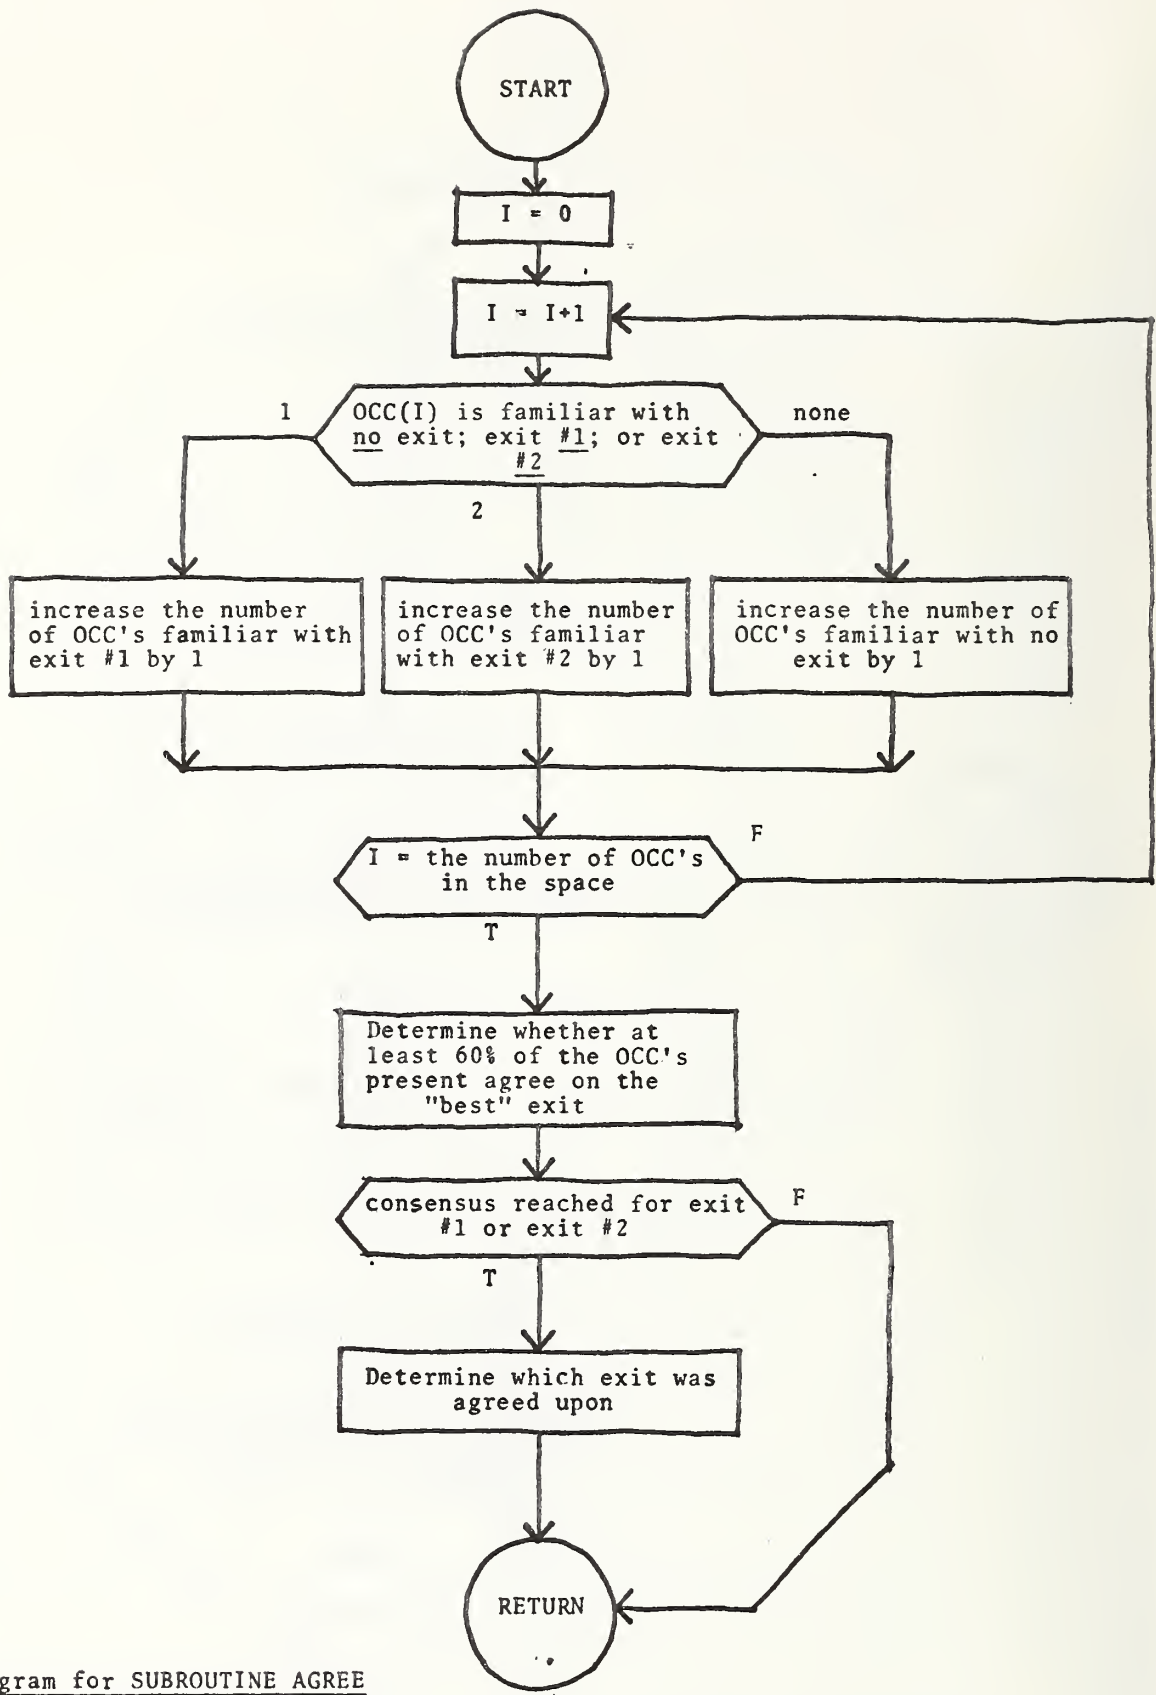 START
I = 0
I = I+1
1
OCC(I) is familiar with
no exit; exit #1; or exit
#2
none
2
increase the number
of OCC's familiar with
exit #1 by 1
increase the number
of OCC's familiar
with exit #2 by 1
increase the number of
OCC's familiar with no
exit by 1
I = the number of OCC's
in the space
F
T
Determine whether at
least 60% of the OCC's
present agree on the
"best" exit
consensus reached for exit
#1 or exit #2
F
T
Determine which exit was
agreed upon
RETURN
gram for SUBROUTINE AGREE